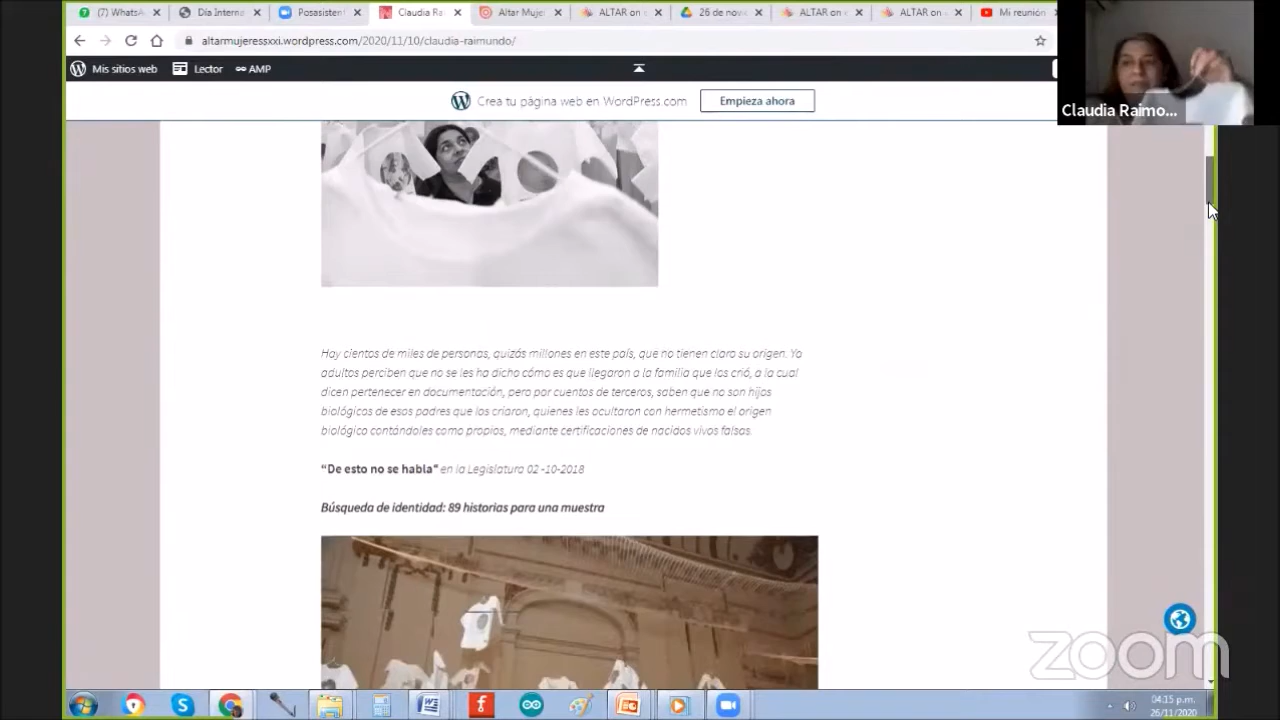 (7) WhatsA
Día Interna
Posasistent
Claudia Ra
Altar Muje
ALTAR on e
26 de novi
ALTAR on
ALTAR on
Mi reunión
altarmujeressxxi.wordpress.com/2020/11/10/claudia-raimundo/
Mis sitios web Lector AMP
Crea tu página web en WordPress.com Empieza ahora
Claudia Raimo...
Hay cientos de miles de personas, quizás millones en este país, que no tienen claro su origen. Ya
adultos perciben que no se les ha dicho cómo es que llegaron a la familia que los crió, a la cual
dicen pertenecer en documentación, pero por cuentos de terceros, saben que no son hijos
biológicos de esos padres que los criaron, quienes les ocultaron con hermetismo el origen
biológico contándoles como propios, mediante certificaciones de nacidos vivos falsas.
“De esto no se habla” en la Legislatura 02 -10-2018
Búsqueda de identidad: 89 historias para una muestra
zoom
04:15 p.m.
26/11/2020